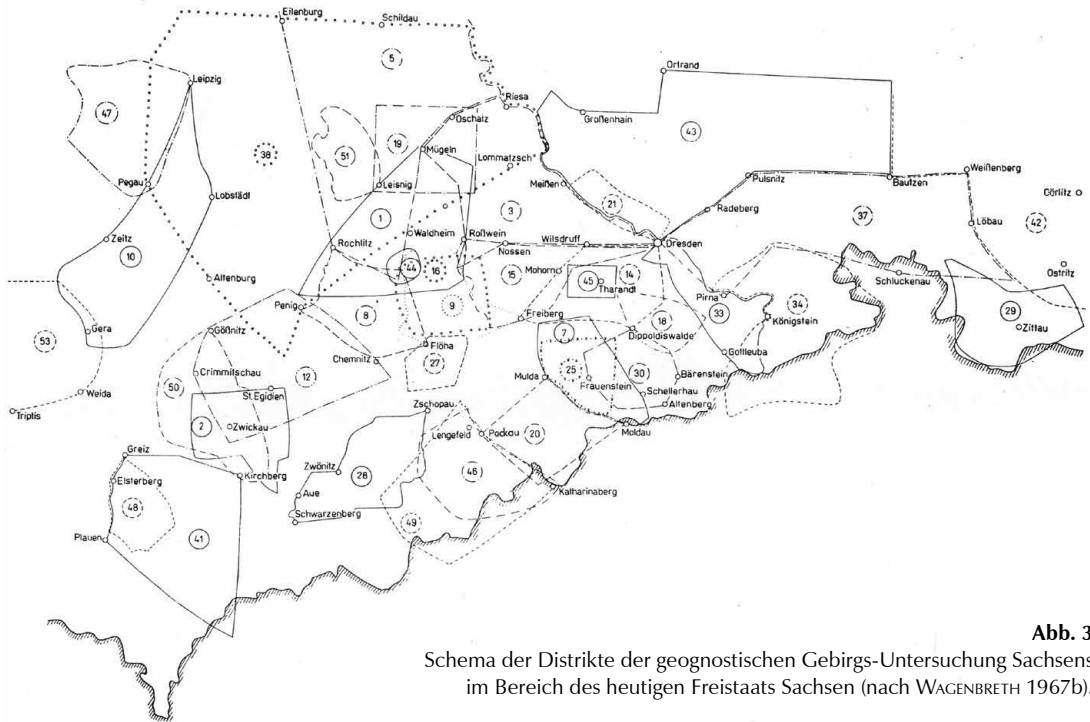 Eilenburg
Schildau
5
Ortrand
Leipzig
Riesa
47
Großenhain
Oschatz
19
43
38
51
Mügeln
Lommatzsch
Weißenberg
Pegau
Leisnig
Meißen
Pulsnitz
Bautzen
Görlitz
Lobstädt
21
Radeberg
42
1
3
37
Löbau
Waldheim
Roßwein
Wilsdruff
Dresden
Zeitz
Rochlitz
Nossen
10
44
16
15
Mohorn
45
14
Ostritz
Altenburg
Tharandt
Schluckenau
Pirna
34
Penig
9
29
8
Freiberg
18
33
Königstein
Zittau
Gera
Gößnitz
7
Dippoldiswalde
53
Flöha
Chemnitz
27
Gottleuba
50
Crimmitschau
12
25
30
Bärenstein
Weida
St.Egidien
Mulda
Frauenstein
Schellerhau
Triptis
2
Zwickau
Zschopau
Altenberg
Lengefeld
Pockau
20
Moldau
Greiz
Zwönitz
28
46
Elsterberg
Kirchberg
Katharinaberg
Aue
48
Schwarzenberg
49
Plauen
41
Abb. 3
Schema der Distrikte der geognostischen Gebirgs-Untersuchung Sachsens
im Bereich des heutigen Freistaats Sachsen (nach WAGENBRETH 1967b).